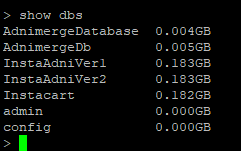 > show dbs
AdnimergeDatabase  0.004GB
AdnimergeDb        0.005GB
InstaAdniVer1      0.183GB
InstaAdniVer2      0.183GB
Instacart          0.182GB
admin              0.000GB
config             0.000GB
>